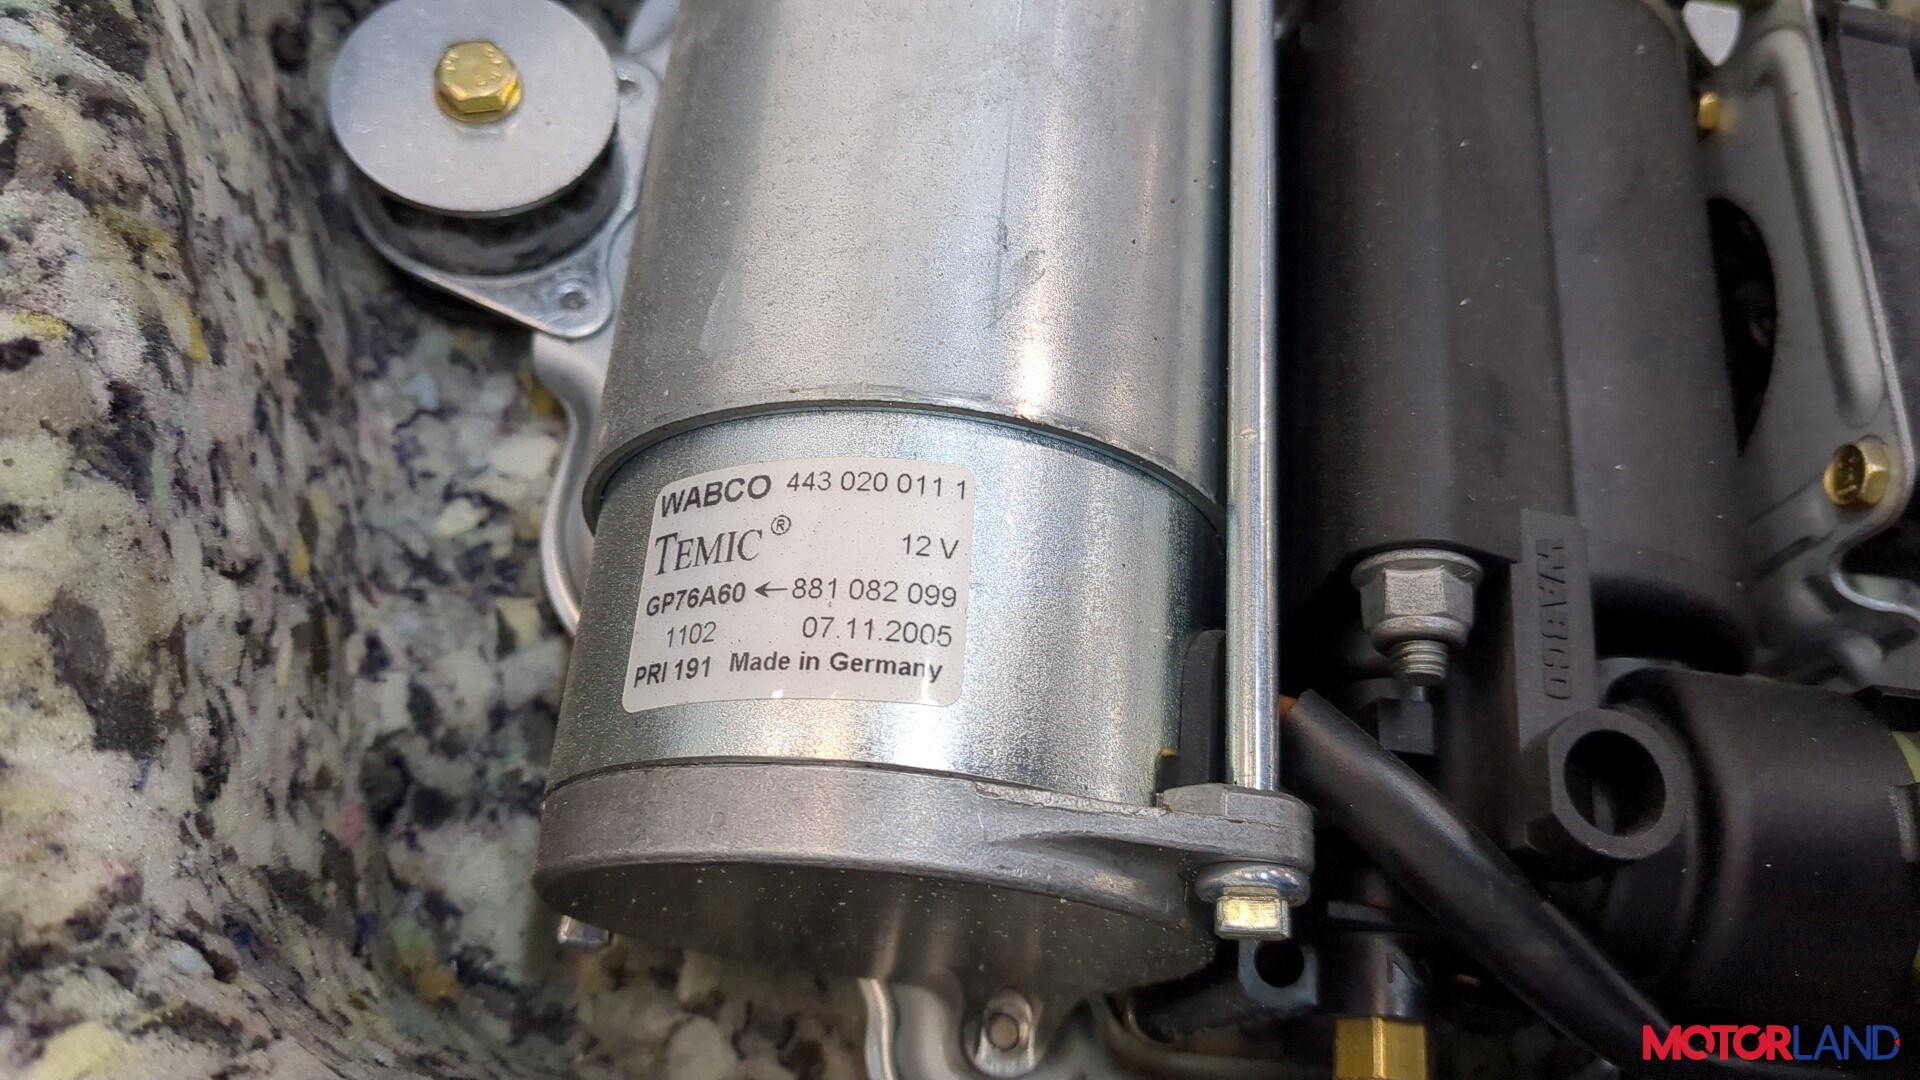 WABCO 443 020 011 1
TEMIC ® 12 V
GP76A60 ←881 082 099
1102 07.11.2005
PRI 191 Made in Germany
WABCO
MOTORLAND